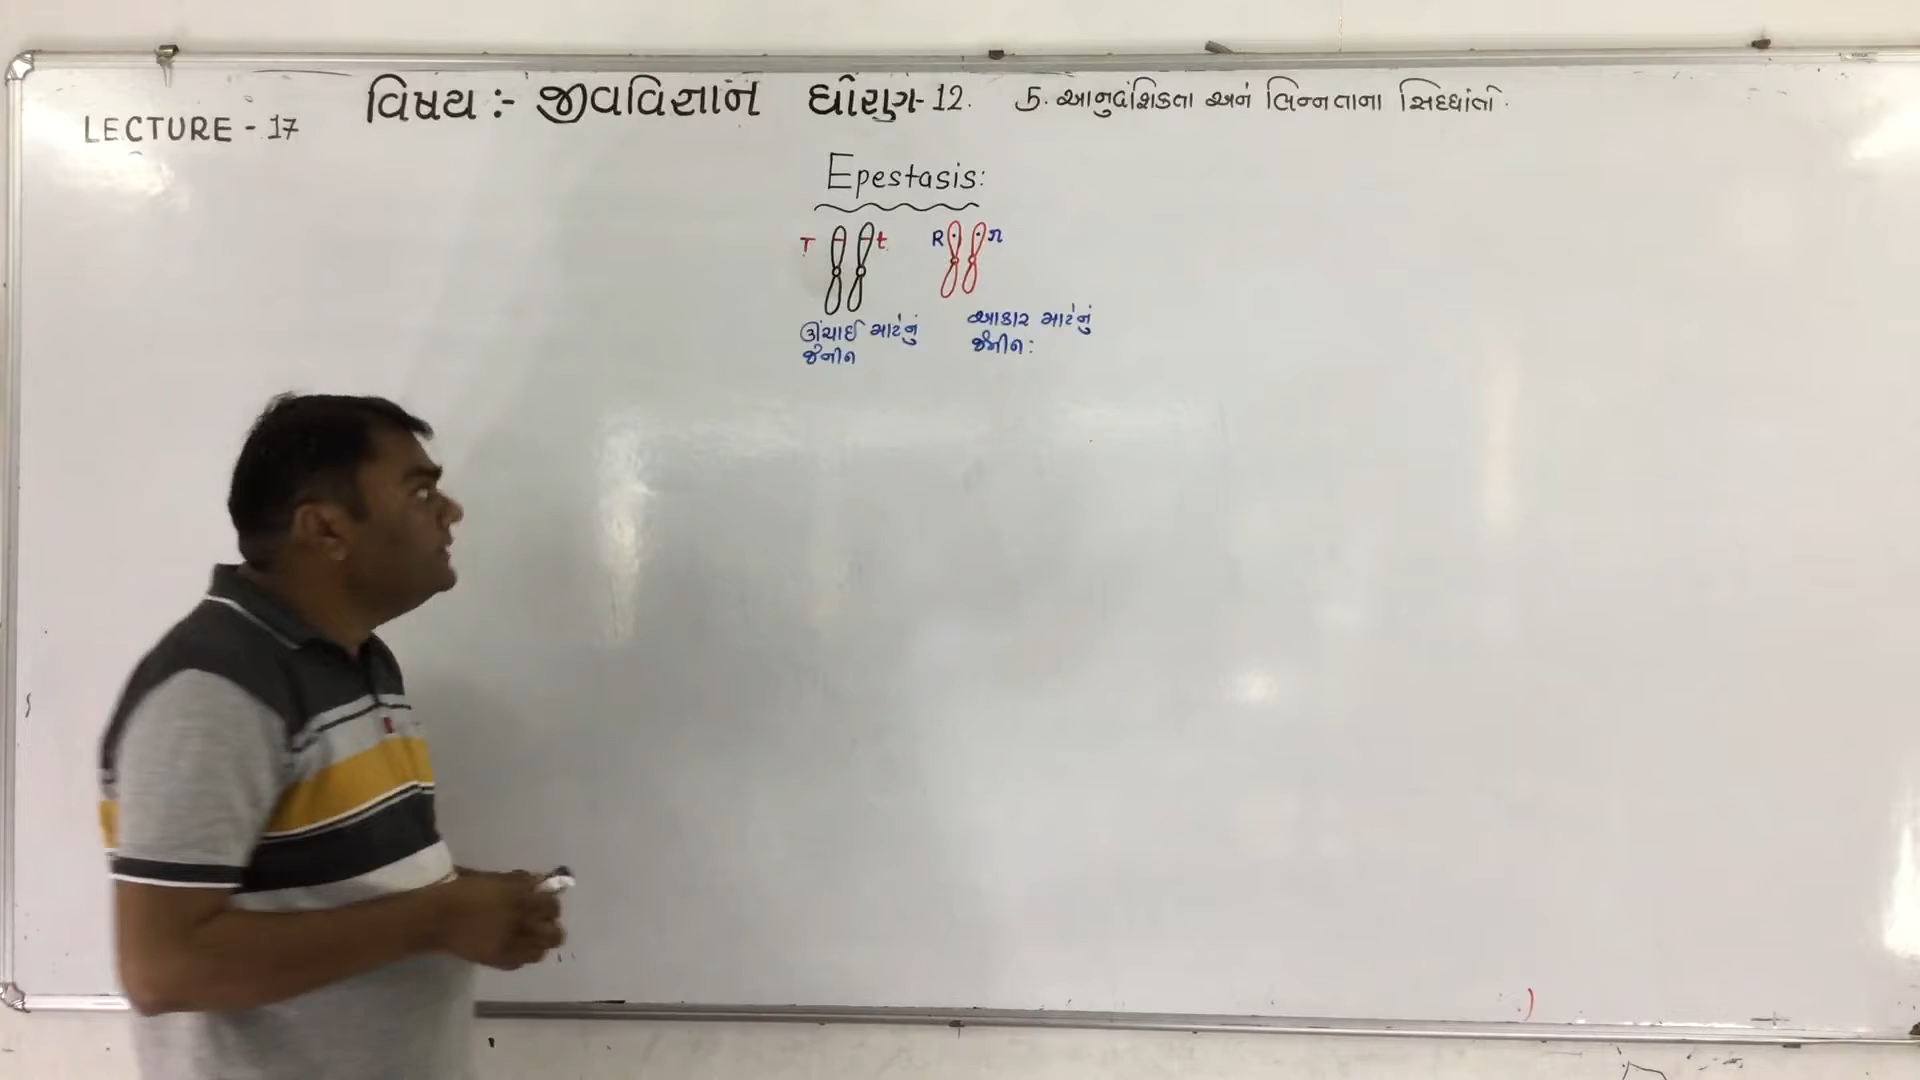 વિષય :- જીવવિજ્ઞાન ધોરણ-12. 5. આનુવંશિકતા અને ભિન્નતાના સિદ્ધાંતો.
LECTURE - 17
Epestasis:
T t R r
ઊંચાઈ માટેનું
જનીન
આકાર માટેનું
જનીન: